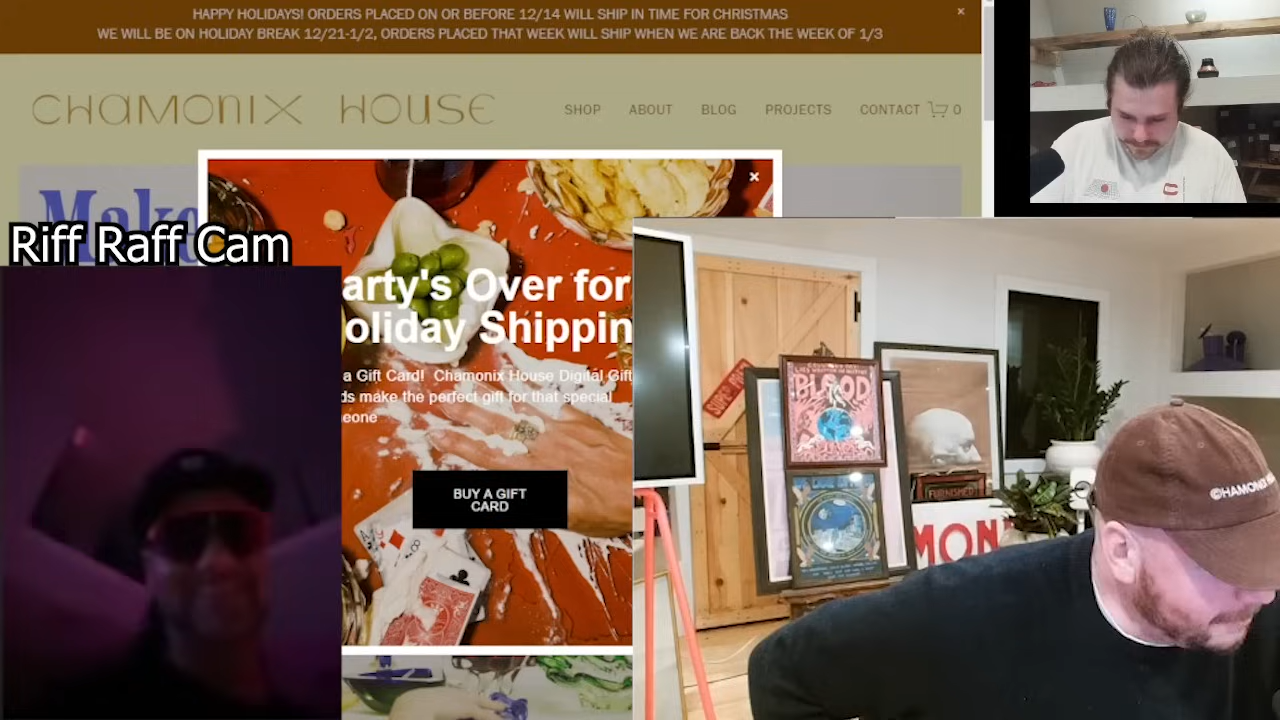 HAPPY HOLIDAYS! ORDERS PLACED ON OR BEFORE 12/14 WILL SHIP IN TIME FOR CHRISTMAS
WE WILL BE ON HOLIDAY BREAK 12/21-1/2, ORDERS PLACED THAT WEEK WILL SHIP WHEN WE ARE BACK THE WEEK OF 1/3
CHAMONIX HOUSE
SHOP ABOUT BLOG PROJECTS CONTACT 0
Make
Riff Raff Cam
arty's Over for
oliday Shippin
a Gift Card! Chamonix House Digital Gift
ds make the perfect gift for that special
eone
BUY A GIFT
CARD
BLOOD
FURNISHED
MON
©HAMONIX